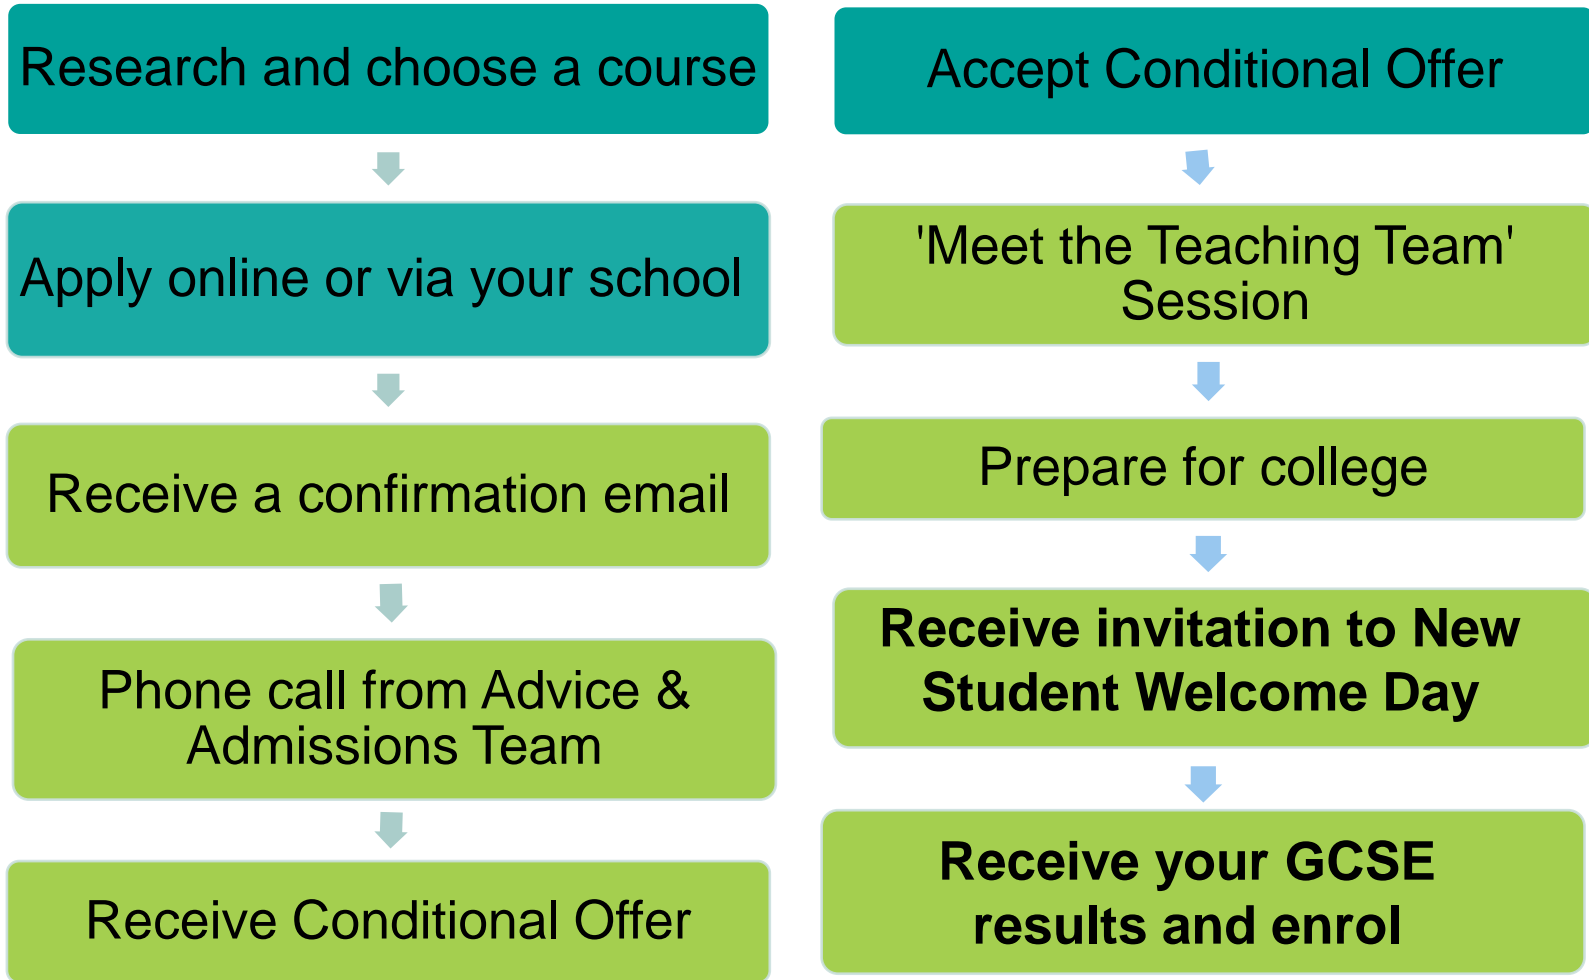 Research and choose a course
Apply online or via your school
Receive a confirmation email
Phone call from Advice &
Admissions Team
Receive Conditional Offer
Accept Conditional Offer
'Meet the Teaching Team'
Session
Prepare for college
Receive invitation to New
Student Welcome Day
Receive your GCSE
results and enrol